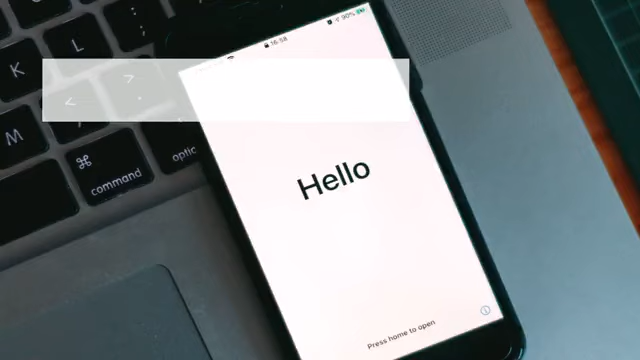 16:58
90%
K
L
:
;
<
>
.
M
⌘
command
optic
Hello
Press home to open